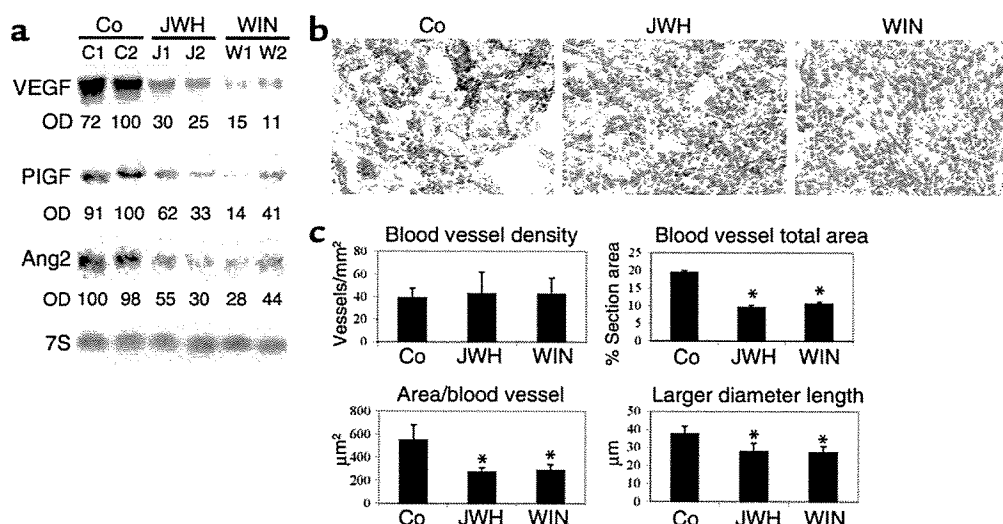 a
Co JWH WIN
C1 C2 J1 J2 W1 W2
VEGF
OD 72 100 30 25 15 11
PIGF
OD 91 100 62 33 14 41
Ang2
OD 100 98 55 30 28 44
7S
b
Co JWH WIN
c
Blood vessel density
Vessels/mm²
80
60
40
20
0
Co JWH WIN
Blood vessel total area
% Section area
25
20
15
10
5
0
* *
Co JWH WIN
Area/blood vessel
µm²
800
600
400
200
0
* *
Co JWH WIN
Larger diameter length
µm
50
40
30
20
10
0
* *
Co JWH WIN